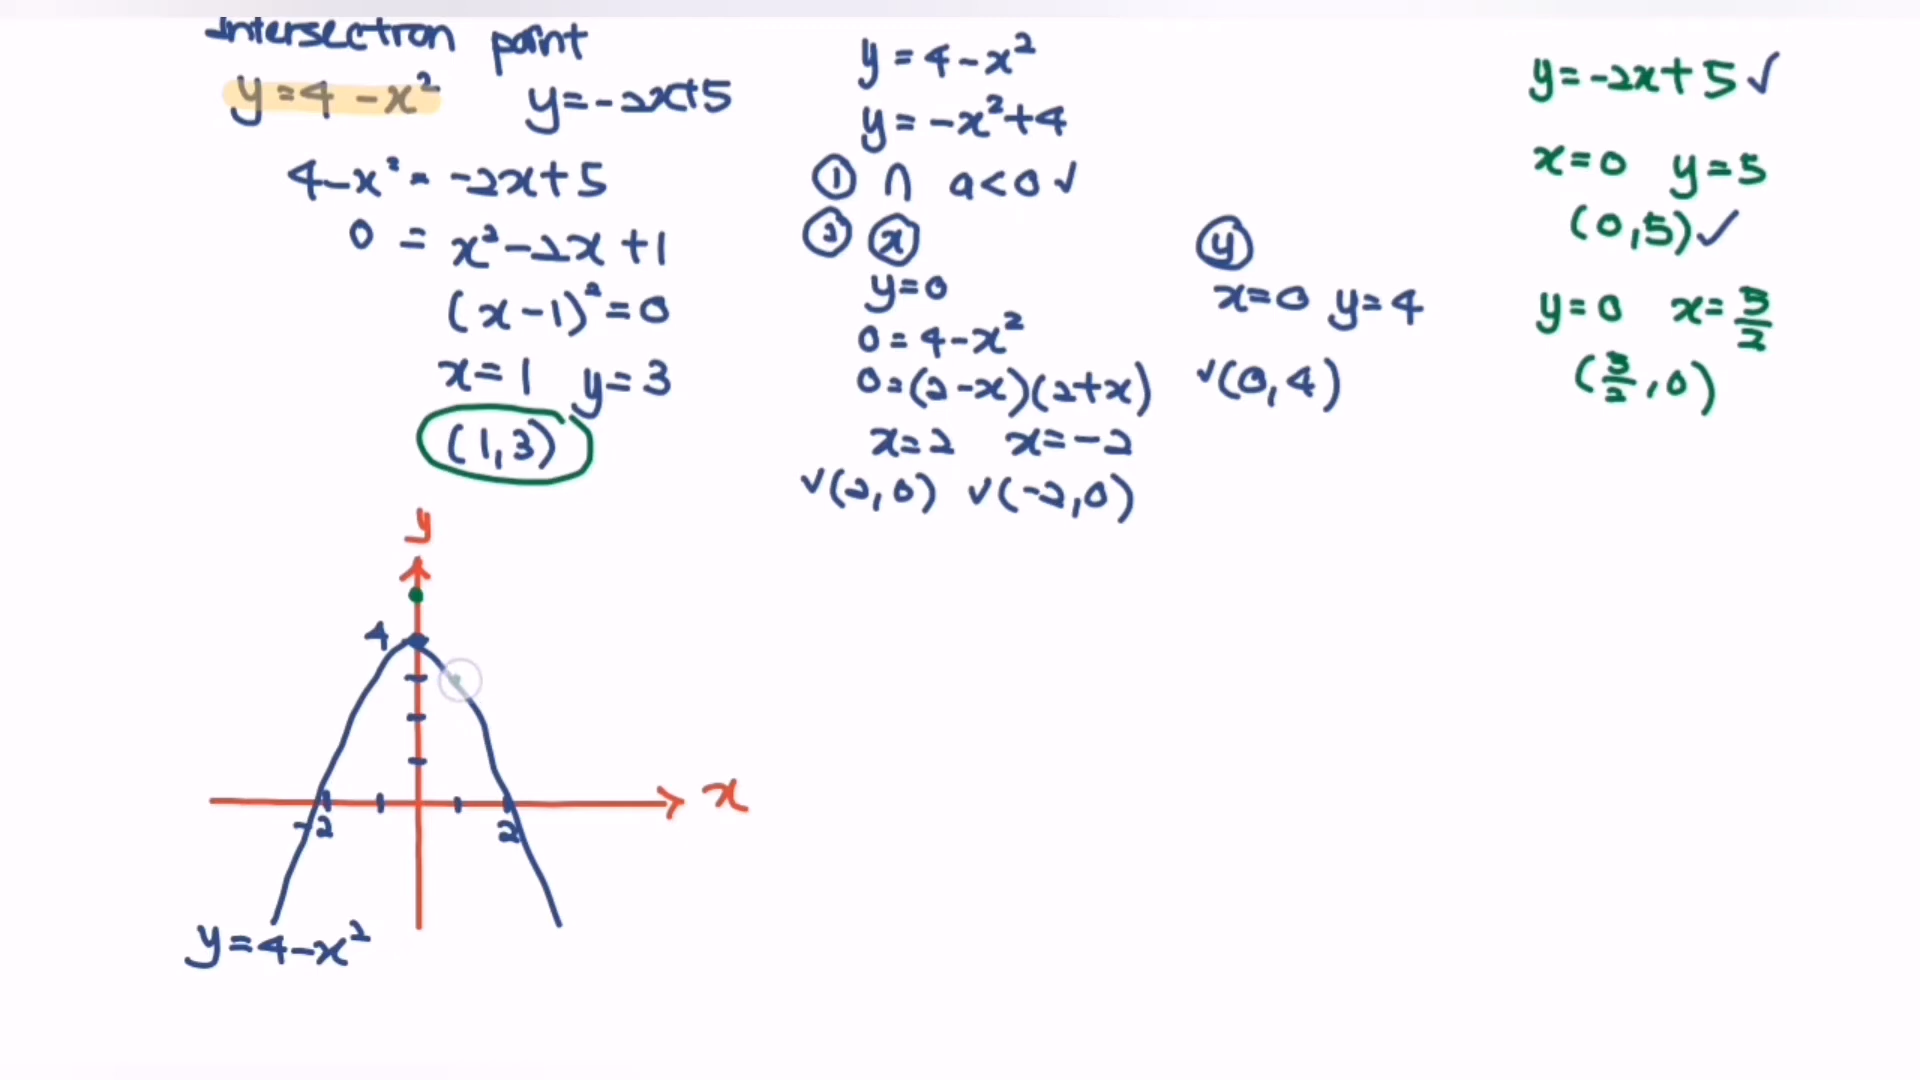 Intersection point
y = 4 - x² y = -2x+5
4 - x² = -2x + 5
0 = x² - 2x + 1
(x - 1)² = 0
x = 1 y = 3
(1, 3)
y = 4 - x²
y = -x² + 4
① ∩ a < 0 ✓
② ⓧ
y = 0
0 = 4 - x²
0 = (2 - x)(2 + x)
x = 2 x = -2
✓(2, 0) ✓(-2, 0)
ⓨ
x = 0 y = 4
✓(0, 4)
y = -2x + 5 ✓
x = 0 y = 5
(0, 5) ✓
y = 0 x = 5/2
(5/2, 0)
y
4
x
-2 2
y = 4 - x²